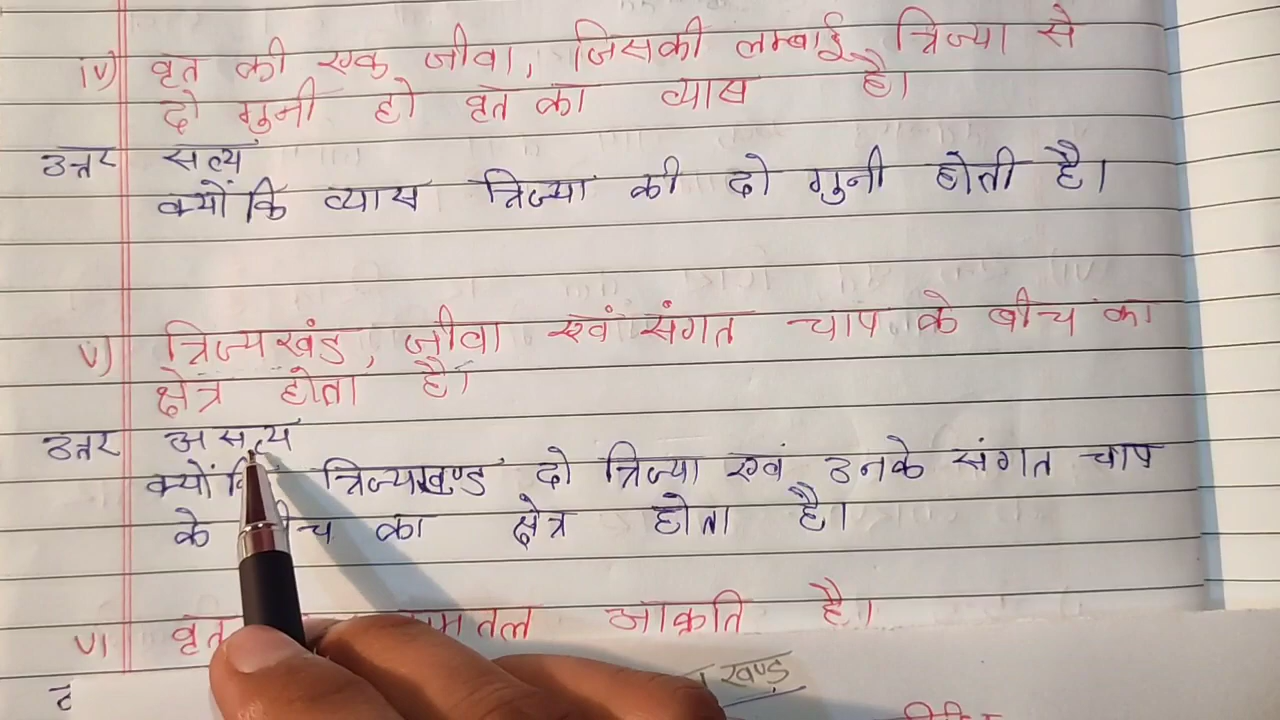 iv) वृत की एक जीवा, जिसकी लम्बाई त्रिज्या से
दो गुनी हो वृत का व्यास है।
उत्तर सत्य
क्योंकि व्यास त्रिज्या की दो गुनी होती है।
v) त्रिज्यखंड, जीवा एवं संगत चाप के बीच का
क्षेत्र होता है।
उत्तर असत्य
क्योंकि त्रिज्यखण्ड दो त्रिज्या एवं उनके संगत चाप
के बीच का क्षेत्र होता है।
vi वृत समतल आकृति है।
खण्ड